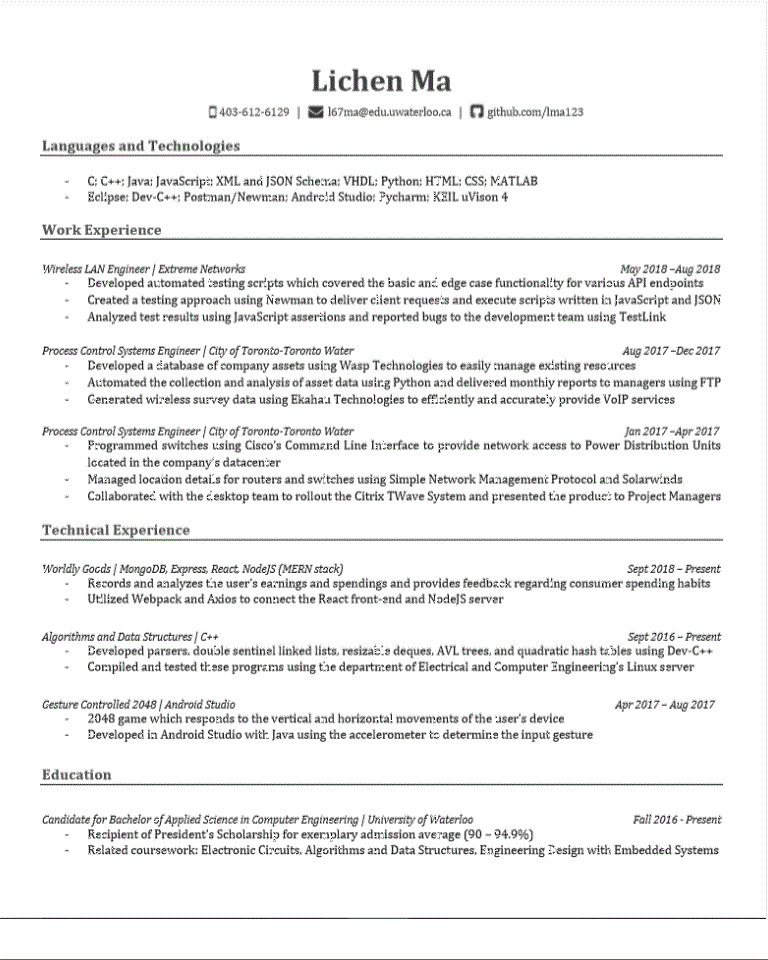 Lichen Ma
403-612-6129 | l67ma@edu.uwaterloo.ca | github.com/lma123
Languages and Technologies
- C; C++; Java; JavaScript; XML and JSON Schema; VHDL; Python; HTML; CSS; MATLAB
- Eclipse; Dev-C++; Postman/Newman; Android Studio; Pycharm; KEIL uVison 4
Work Experience
Wireless LAN Engineer | Extreme Networks May 2018 –Aug 2018
- Developed automated testing scripts which covered the basic and edge case functionality for various API endpoints
- Created a testing approach using Newman to deliver client requests and execute scripts written in JavaScript and JSON
- Analyzed test results using JavaScript assertions and reported bugs to the development team using TestLink
Process Control Systems Engineer | City of Toronto-Toronto Water Aug 2017 –Dec 2017
- Developed a database of company assets using Wasp Technologies to easily manage existing resources
- Automated the collection and analysis of asset data using Python and delivered monthly reports to managers using FTP
- Generated wireless survey data using Ekahau Technologies to efficiently and accurately provide VoIP services
Process Control Systems Engineer | City of Toronto-Toronto Water Jan 2017 –Apr 2017
- Programmed switches using Cisco's Command Line Interface to provide network access to Power Distribution Units
located in the company's datacenter
- Managed location details for routers and switches using Simple Network Management Protocol and Solarwinds
- Collaborated with the desktop team to rollout the Citrix TWave System and presented the product to Project Managers
Technical Experience
Worldly Goods | MongoDB, Express, React, NodeJS (MERN stack) Sept 2018 – Present
- Records and analyzes the user's earnings and spendings and provides feedback regarding consumer spending habits
- Utilized Webpack and Axios to connect the React front-end and NodeJS server
Algorithms and Data Structures | C++ Sept 2016 – Present
- Developed parsers, double sentinel linked lists, resizable deques, AVL trees, and quadratic hash tables using Dev-C++
- Compiled and tested these programs using the department of Electrical and Computer Engineering's Linux server
Gesture Controlled 2048 | Android Studio Apr 2017 – Aug 2017
- 2048 game which responds to the vertical and horizontal movements of the user's device
- Developed in Android Studio with Java using the accelerometer to determine the input gesture
Education
Candidate for Bachelor of Applied Science in Computer Engineering | University of Waterloo Fall 2016 - Present
- Recipient of President's Scholarship for exemplary admission average (90 – 94.9%)
- Related coursework: Electronic Circuits, Algorithms and Data Structures, Engineering Design with Embedded Systems